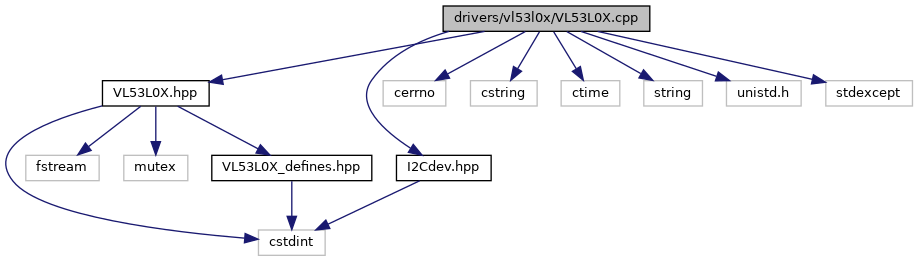 drivers/vl53l0x/VL53L0X.cpp
VL53L0X.hpp
cerrno
cstring
ctime
string
unistd.h
stdexcept
fstream
mutex
VL53L0X_defines.hpp
I2Cdev.hpp
cstdint